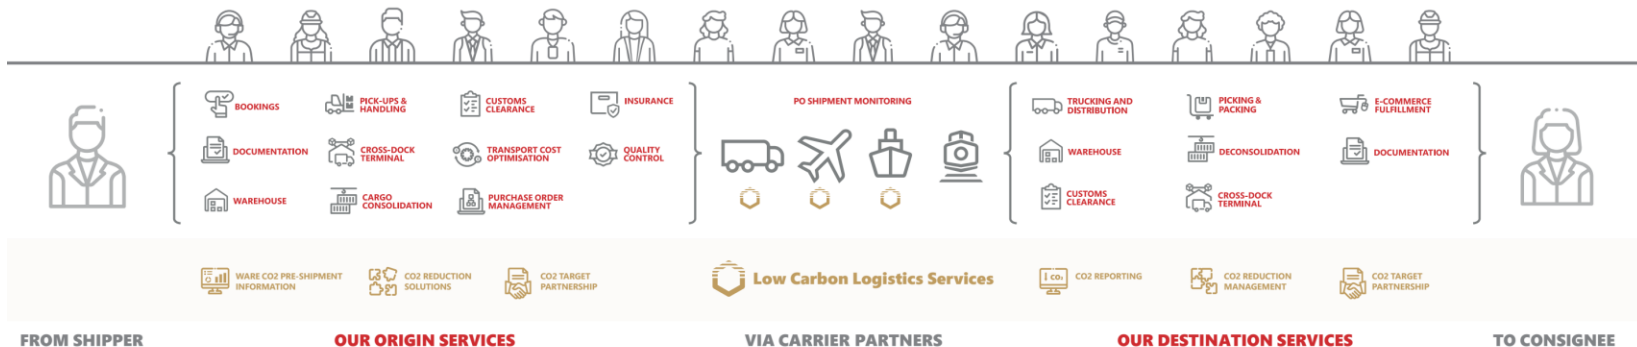 BOOKINGS
PICK-UPS &
HANDLING
CUSTOMS
CLEARANCE
INSURANCE
DOCUMENTATION
CROSS-DOCK
TERMINAL
TRANSPORT COST
OPTIMISATION
QUALITY
CONTROL
WAREHOUSE
CARGO
CONSOLIDATION
PURCHASE ORDER
MANAGEMENT
PO SHIPMENT MONITORING
TRUCKING AND
DISTRIBUTION
PICKING &
PACKING
E-COMMERCE
FULFILLMENT
WAREHOUSE
DECONSOLIDATION
DOCUMENTATION
CUSTOMS
CLEARANCE
CROSS-DOCK
TERMINAL
WARE CO2 PRE-SHIPMENT
INFORMATION
CO2 REDUCTION
SOLUTIONS
CO2 TARGET
PARTNERSHIP
Low Carbon Logistics Services
CO₂
CO2 REPORTING
CO2 REDUCTION
MANAGEMENT
CO2 TARGET
PARTNERSHIP
FROM SHIPPER
OUR ORIGIN SERVICES
VIA CARRIER PARTNERS
OUR DESTINATION SERVICES
TO CONSIGNEE